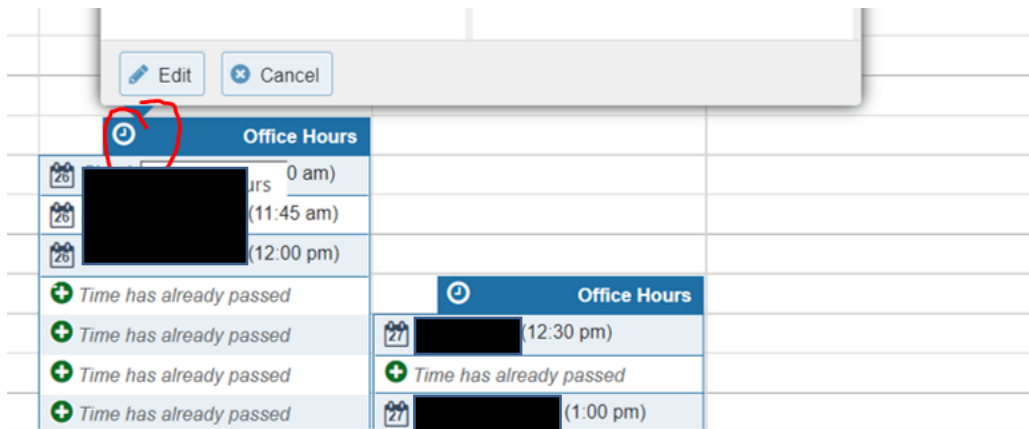 Edit Cancel
Office Hours
26 0 am)
urs
26 (11:45 am)
26 (12:00 pm)
Time has already passed
Office Hours
Time has already passed
27 (12:30 pm)
Time has already passed
Time has already passed
Time has already passed
27 (1:00 pm)